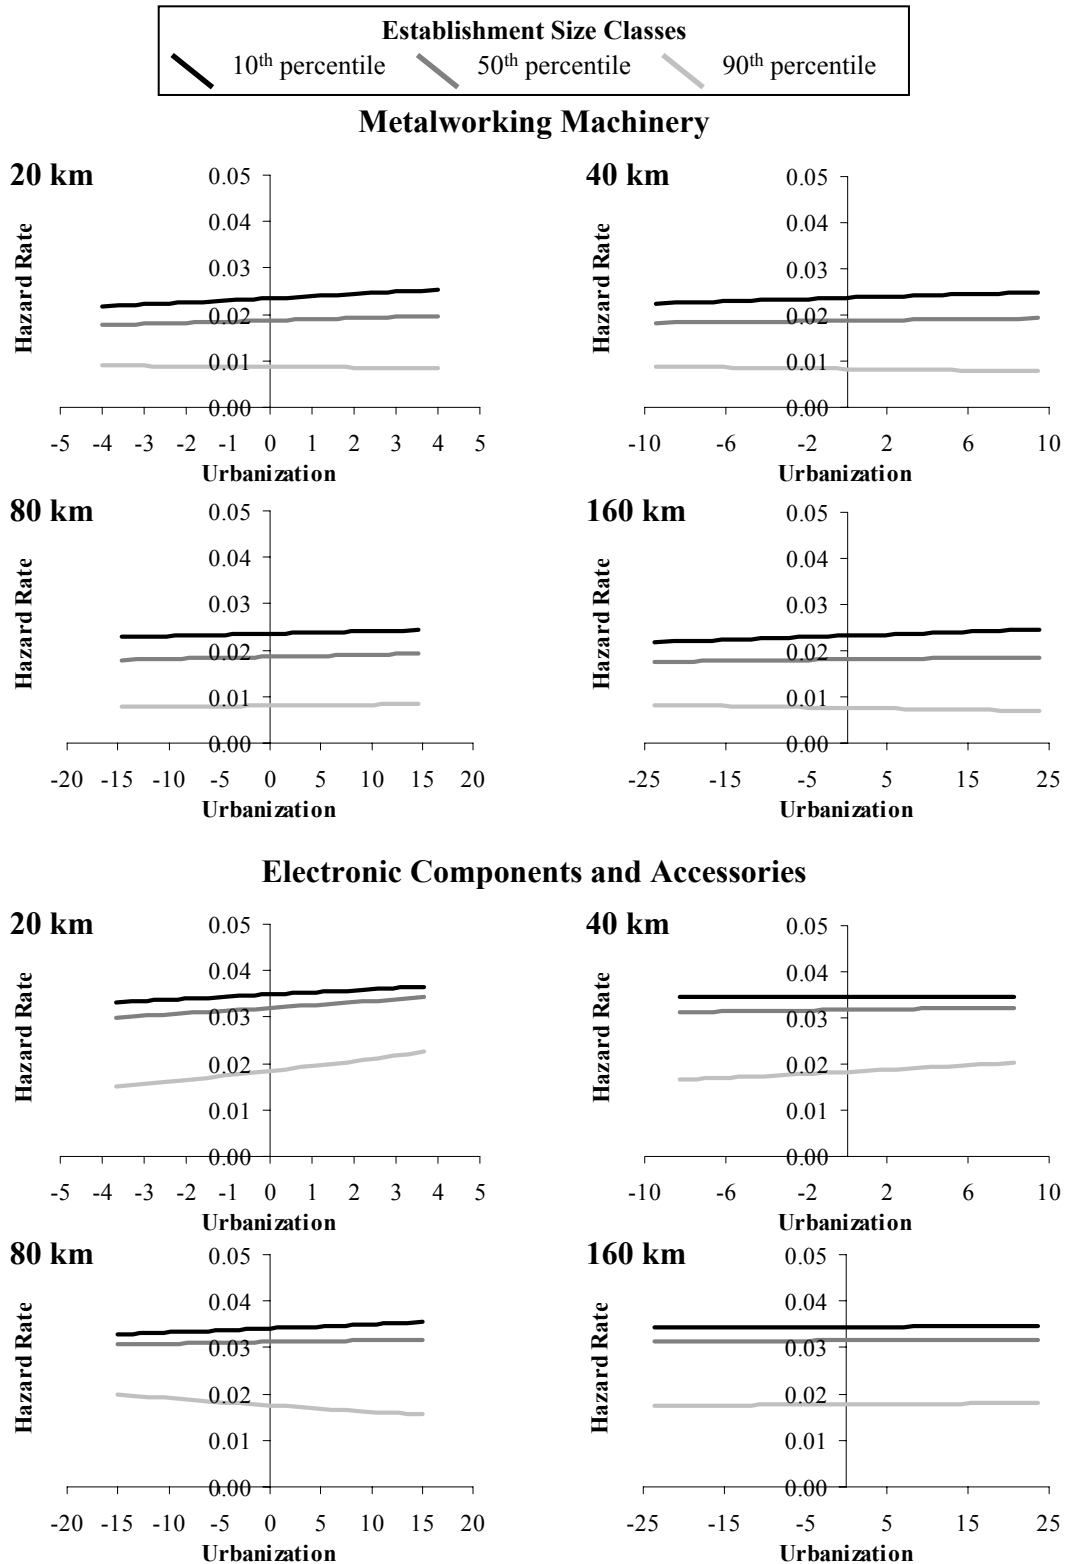 Establishment Size Classes
10th percentile 50th percentile 90th percentile
Metalworking Machinery
20 km
Hazard Rate
0.05
0.04
0.03
0.02
0.01
0.00
-5 -4 -3 -2 -1 0 1 2 3 3 5
Urbanization
40 km
Hazard Rate
0.05
0.04
0.03
0.02
0.01
0.00
-10 -6 -2 2 6 10
Urbanization
80 km
Hazard Rate
0.05
0.04
0.03
0.02
0.01
0.00
-20 -15 -10 -5 0 5 10 15 20
Urbanization
160 km
Hazard Rate
0.05
0.04
0.03
0.02
0.01
0.00
-25 -15 -5 5 15 25
Urbanization
Electronic Components and Accessories
20 km
Hazard Rate
0.05
0.04
0.03
0.02
0.01
0.00
-5 -4 -3 -2 -1 0 1 2 3 4 5
Urbanization
40 km
Hazard Rate
0.05
0.04
0.03
0.02
0.01
0.00
-10 -6 -2 2 6 10
Urbanization
80 km
Hazard Rate
0.05
0.04
0.03
0.02
0.01
0.00
-20 -15 -10 -5 0 5 10 15 20
Urbanization
160 km
Hazard Rate
0.05
0.04
0.03
0.02
0.01
0.00
-25 -15 -5 5 15 25
Urbanization